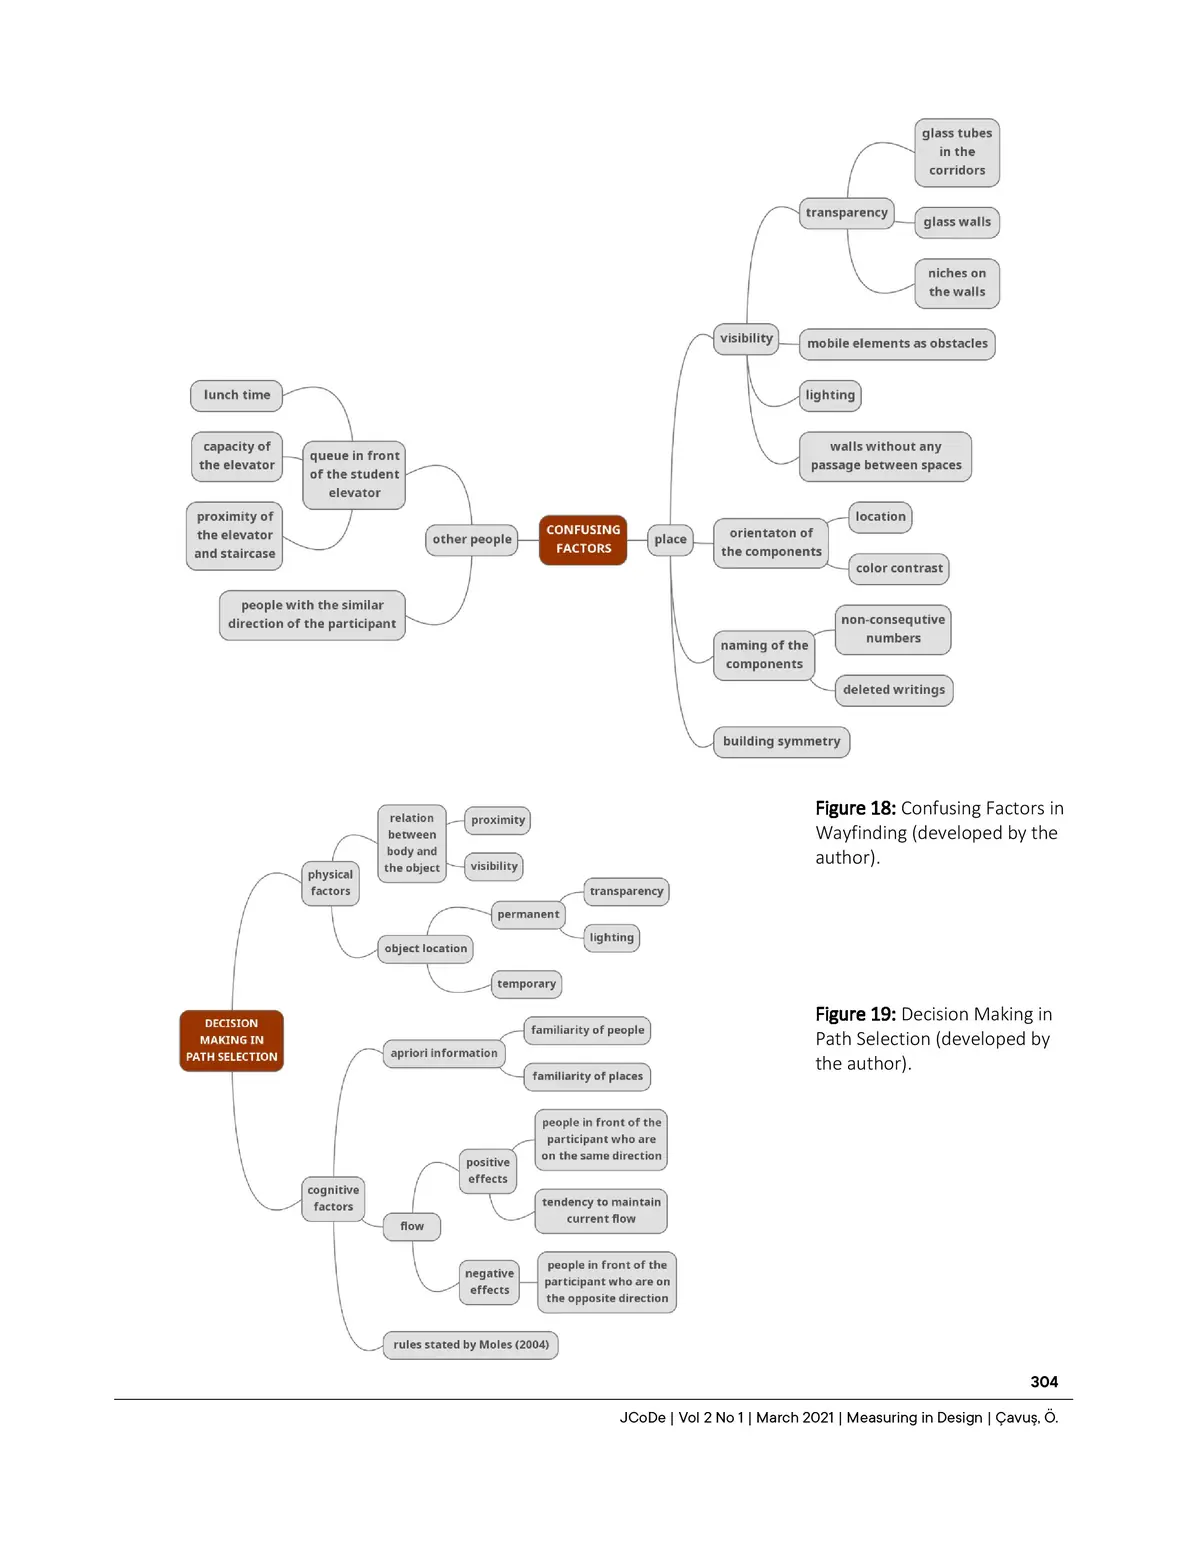 glass tubes
in the
corridors
transparency
glass walls
niches on
the walls
visibility
mobile elements as obstacles
lighting
walls without any
passage between spaces
lunch time
capacity of
the elevator
queue in front
of the student
elevator
proximity of
the elevator
and staircase
other people
people with the similar
direction of the participant
CONFUSING
FACTORS
place
orientaton of
the components
location
color contrast
naming of the
components
non-consequtive
numbers
deleted writings
building symmetry
Figure 18: Confusing Factors in
Wayfinding (developed by the
author).
relation
between
body and
the object
proximity
visibility
physical
factors
object location
permanent
transparency
lighting
temporary
DECISION
MAKING IN
PATH SELECTION
apriori information
familiarity of people
familiarity of places
cognitive
factors
flow
positive
effects
people in front of the
participant who are
on the same direction
tendency to maintain
current flow
negative
effects
people in front of the
participant who are on
the opposite direction
rules stated by Moles (2004)
Figure 19: Decision Making in
Path Selection (developed by
the author).
304
JCoDe | Vol 2 No 1 | March 2021 | Measuring in Design | Çavuş, Ö.